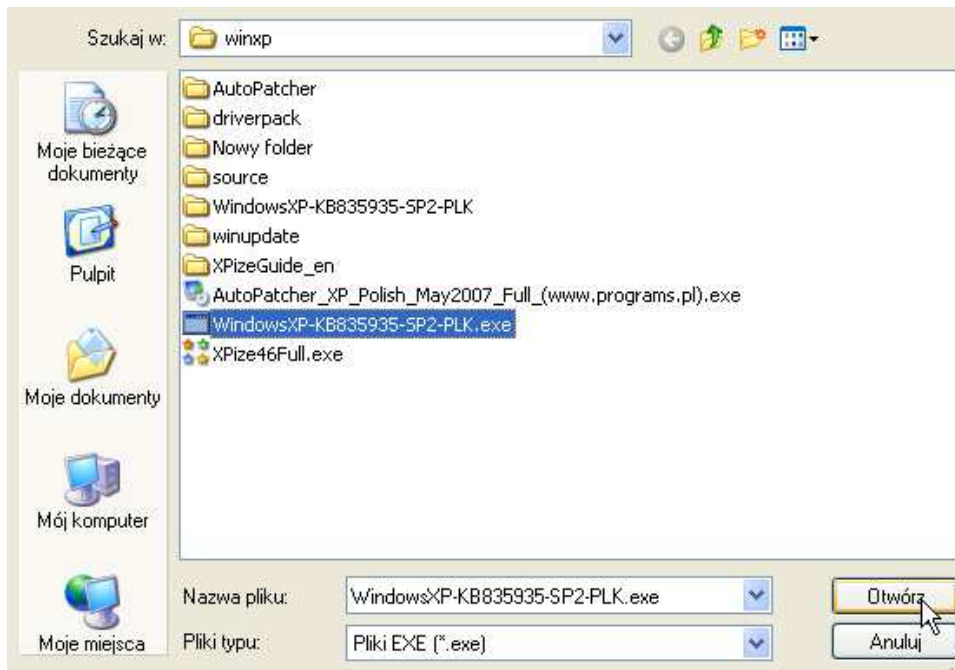 Szukaj w: winxp
Moje bieżące
dokumenty
Pulpit
Moje dokumenty
Mój komputer
Moje miejsca
AutoPatcher
driverpack
Nowy folder
source
WindowsXP-KB835935-SP2-PLK
winupdate
XPizeGuide_en
AutoPatcher_XP_Polish_May2007_Full_(www.programs.pl).exe
WindowsXP-KB835935-SP2-PLK.exe
XPize46Full.exe
Nazwa pliku: WindowsXP-KB835935-SP2-PLK.exe Otwórz
Pliki typu: Pliki EXE (*.exe) Anuluj